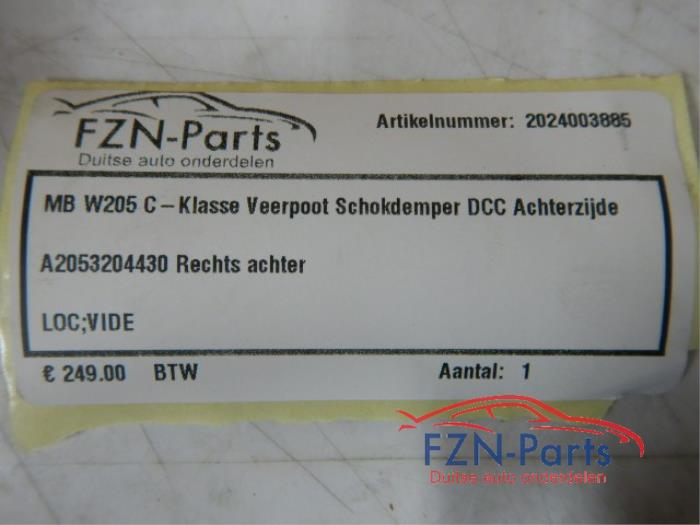 FZN-Parts
Duitse auto onderdelen
Artikelnummer: 2024003885
MB W205 C-Klasse Veerpoot Schokdemper DCC Achterzijde
A2053204430 Rechts achter
LOC;VIDE
€ 249.00 BTW
Aantal: 1
FZN-Parts
Duitse auto onderdelen